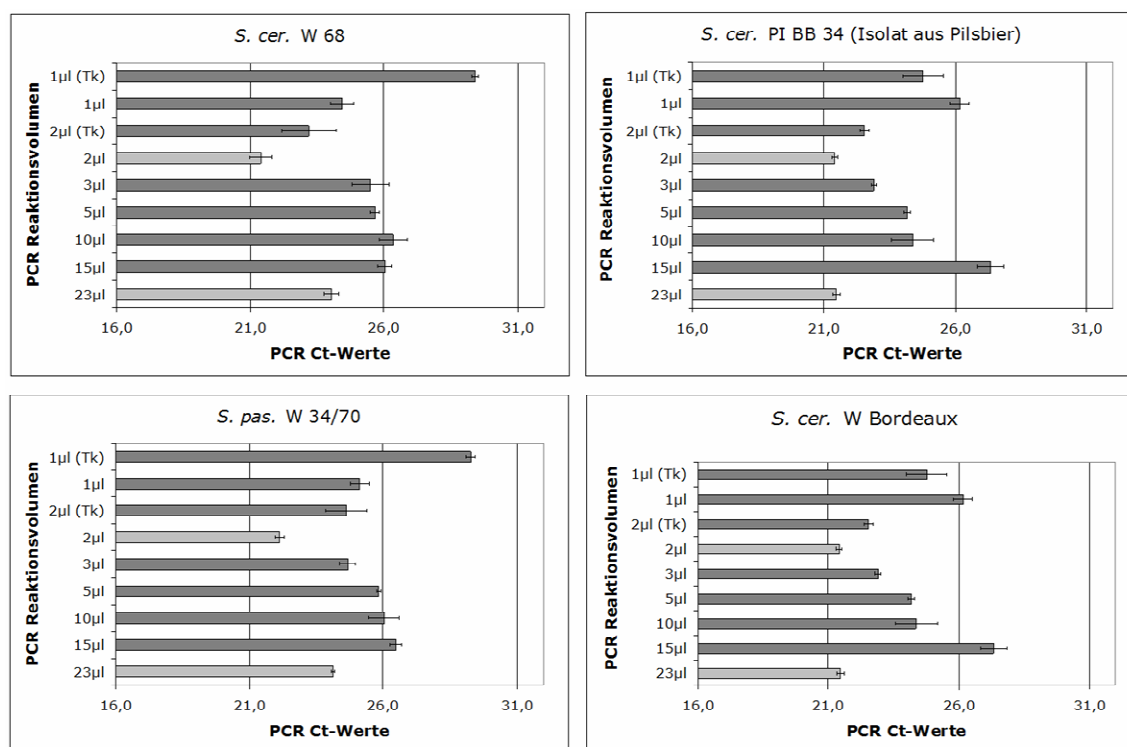 S. cer. W 68
PCR Reaktionsvolumen
1µl (Tk)
1µl
2µl (Tk)
2µl
3µl
5µl
10µl
15µl
23µl
16,0 21,0 26,0 31,0
PCR Ct-Werte
S. cer. PI BB 34 (Isolat aus Pilsbier)
PCR Reaktionsvolumen
1µl (Tk)
1µl
2µl (Tk)
2µl
3µl
5µl
10µl
15µl
23µl
16,0 21,0 26,0 31,0
PCR Ct-Werte
S. pas. W 34/70
PCR Reaktionsvolumen
1µl (Tk)
1µl
2µl (Tk)
2µl
3µl
5µl
10µl
15µl
23µl
16,0 21,0 26,0 31,0
PCR Ct-Werte
S. cer. W Bordeaux
PCR Reaktionsvolumen
1µl (Tk)
1µl
2µl (Tk)
2µl
3µl
5µl
10µl
15µl
23µl
16,0 21,0 26,0 31,0
PCR Ct-Werte